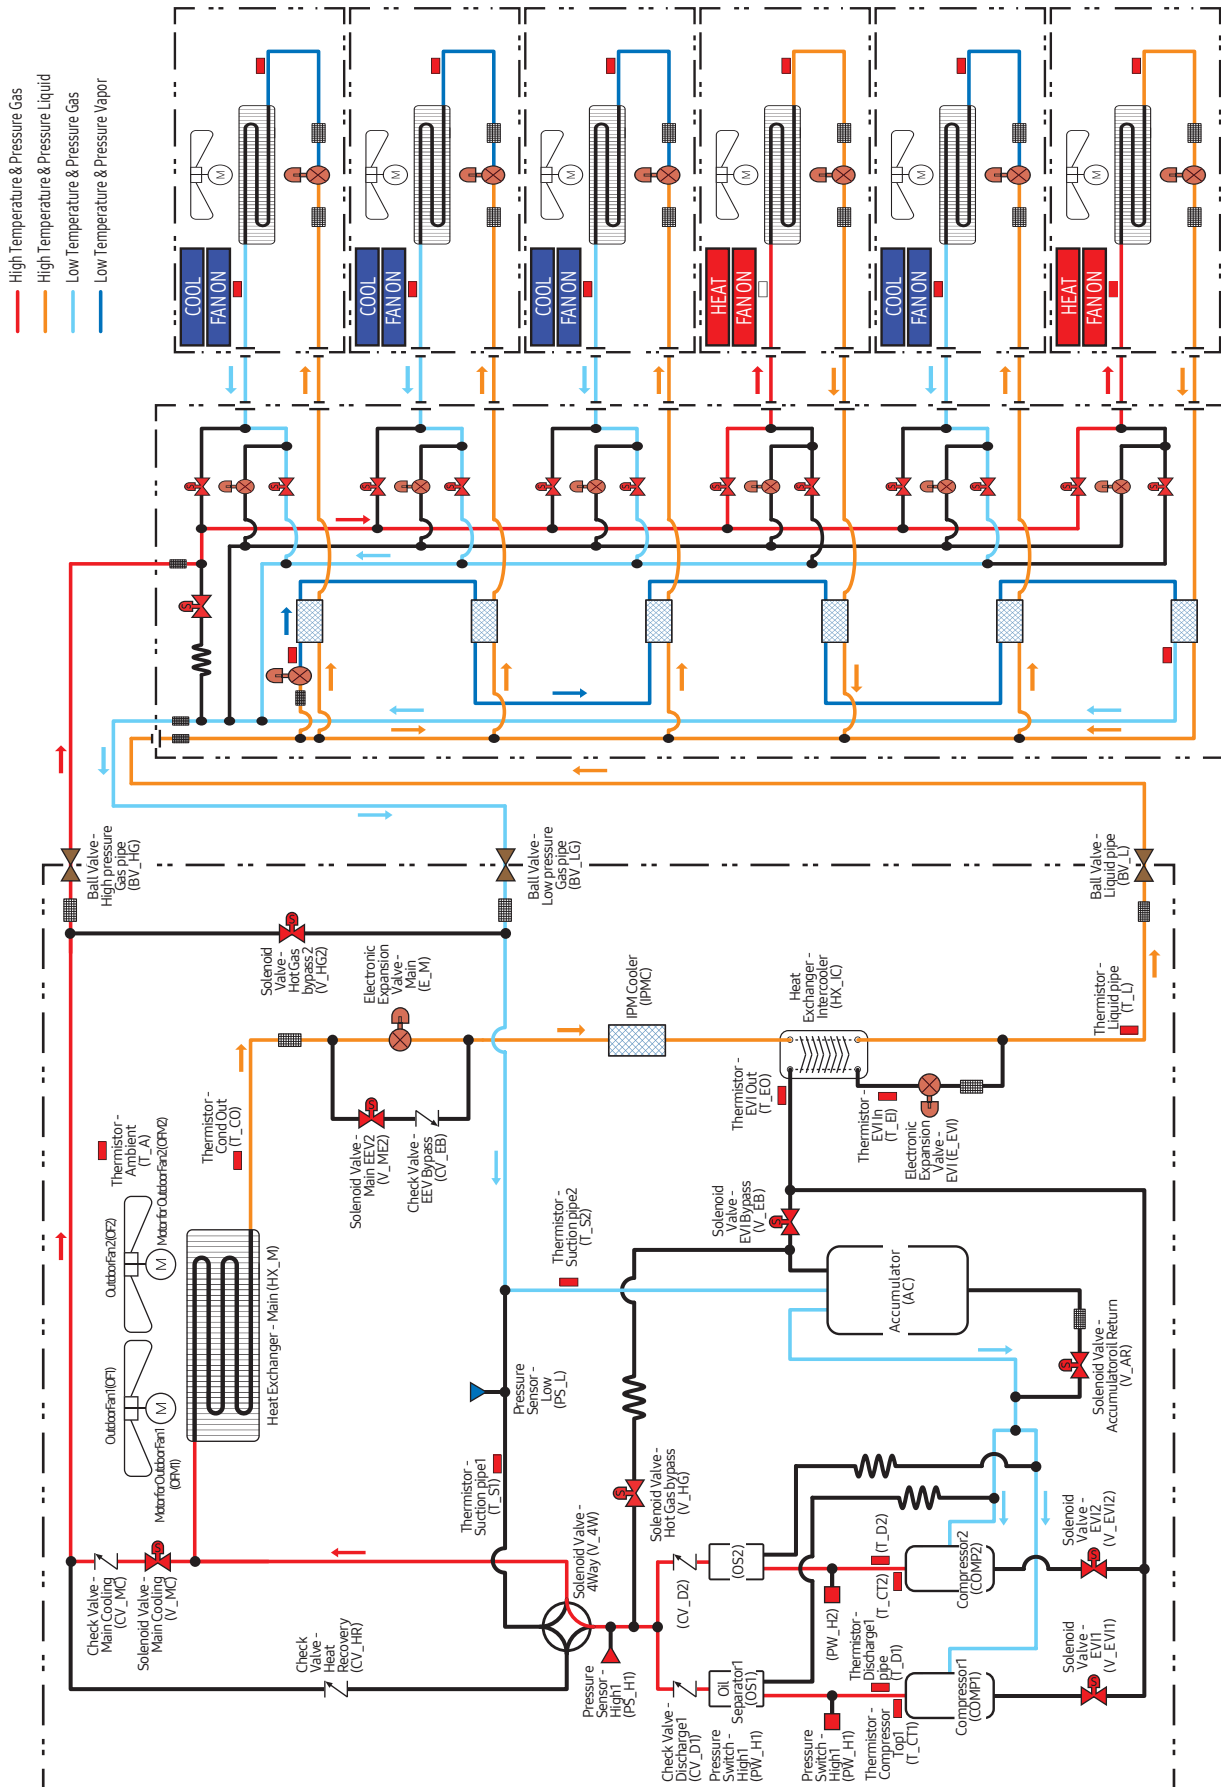 High Temperature & Pressure Gas
High Temperature & Pressure Liquid
Low Temperature & Pressure Gas
Low Temperature & Pressure Vapor
COOL
FAN ON
M
COOL
FAN ON
M
COOL
FAN ON
M
HEAT
FAN ON
M
COOL
FAN ON
M
HEAT
FAN ON
M
Ball Valve -
High pressure
Gas pipe
(BV_HG)
Ball Valve -
Low pressure
Gas pipe
(BV_LG)
Ball Valve -
Liquid pipe
(BV_L)
Solenoid
Valve -
Hot Gas
bypass 2
(V_HG2)
Electronic
Expansion
Valve -
Main
(E_M)
IPM Cooler
(IPMC)
Heat
Exchanger -
Intercooler
(HX_IC)
Thermistor -
Liquid pipe
(T_L)
Thermistor -
Ambient
(T_A)
Thermistor -
Cond Out
(T_CO)
Solenoid Valve -
Main EEV2
(V_ME2)
Check Valve -
EEV Bypass
(CV_EB)
Thermistor -
EVI Out
(T_EO)
Thermistor -
EVI In
(T_EI)
Electronic
Expansion
Valve -
EVI (E_EVI)
Outdoor Fan1(OF1)
M
Motor for Outdoor Fan1
(OFM1)
Outdoor Fan2(OF2)
M
Motor for Outdoor Fan2(OFM2)
Heat Exchanger - Main (HX_M)
Thermistor -
Suction pipe2
(T_S2)
Solenoid
Valve -
EVI Bypass
(V_EB)
Accumulator
(AC)
Solenoid Valve -
Accumulator oil Return
(V_AR)
Pressure
Sensor -
Low
(PS_L)
Thermistor -
Suction pipe1
(T_S1)
Solenoid Valve -
Hot Gas bypass
(V_HG)
Check Valve -
Main Cooling
(CV_MC)
Solenoid Valve -
Main Cooling
(V_MC)
Check
Valve -
Heat
Recovery
(CV_HR)
Solenoid Valve -
4Way (V_4W)
Pressure
Sensor -
High1
(PS_H1)
(CV_D2)
(OS2)
(PW_H2)
(T_D2)
(T_CT2)
Compressor2
(COMP2)
Solenoid
Valve -
EVI2
(V_EVI2)
Check Valve -
Discharge1
(CV_D1)
Oil
Separator1
(OS1)
Pressure
Switch -
High1
(PW_H1)
Pressure
Switch -
High1
(PW_H1)
Thermistor -
Discharge1
pipe
(T_D1)
Thermistor -
Compressor
Top1
(T_CT1)
Compressor1
(COMP1)
Solenoid
Valve -
EVI1
(V_EVI1)